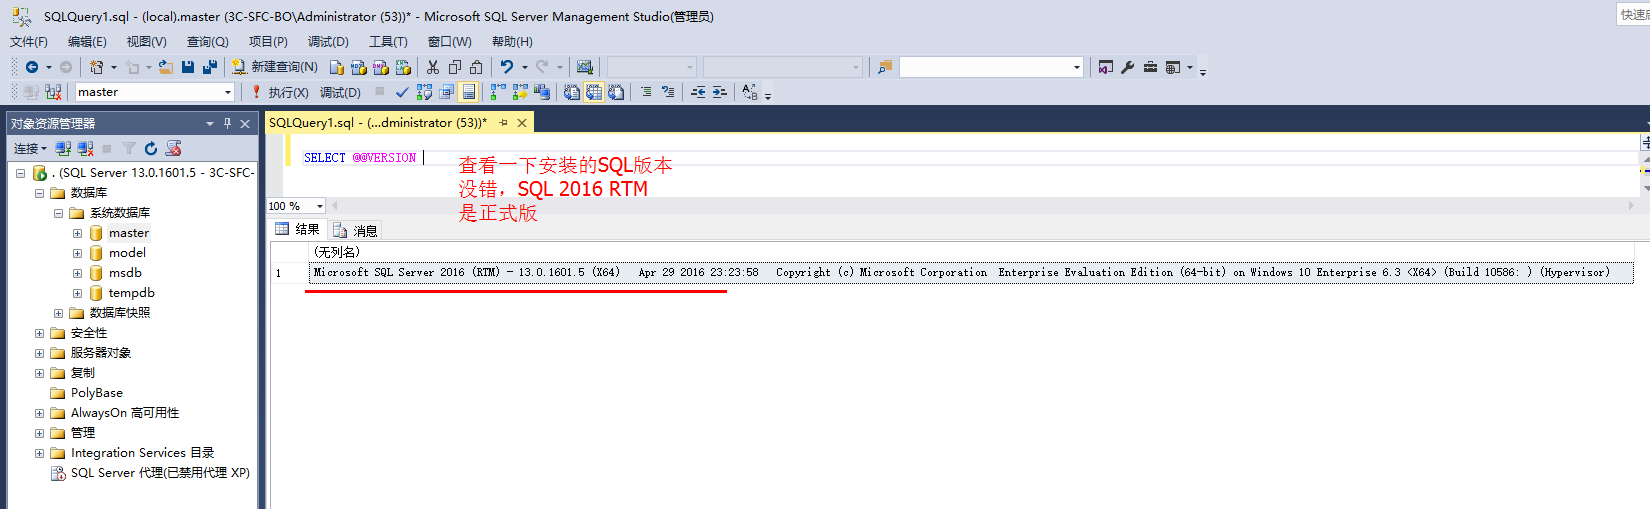 SQLQuery1.sql - (local).master (3C-SFC-BO\Administrator (53))* - Microsoft SQL Server Management Studio(管理员)
快速
文件(F) 编辑(E) 视图(V) 查询(Q) 项目(P) 调试(D) 工具(T) 窗口(W) 帮助(H)
新建查询(N)
master 执行(X) 调试(D)
对象资源管理器
SQLQuery1.sql - (...dministrator (53))*
连接
SELECT @@VERSION
查看一下安装的SQL版本
没错，SQL 2016 RTM
是正式版
. (SQL Server 13.0.1601.5 - 3C-SFC-
数据库
系统数据库
master
model
msdb
tempdb
数据库快照
安全性
服务器对象
复制
PolyBase
AlwaysOn 高可用性
管理
Integration Services 目录
SQL Server 代理(已禁用代理 XP)
100 %
结果 消息
(无列名)
1 Microsoft SQL Server 2016 (RTM) - 13.0.1601.5 (X64) Apr 29 2016 23:23:58 Copyright (c) Microsoft Corporation Enterprise Evaluation Edition (64-bit) on Windows 10 Enterprise 6.3 <X64> (Build 10586: ) (Hypervisor)